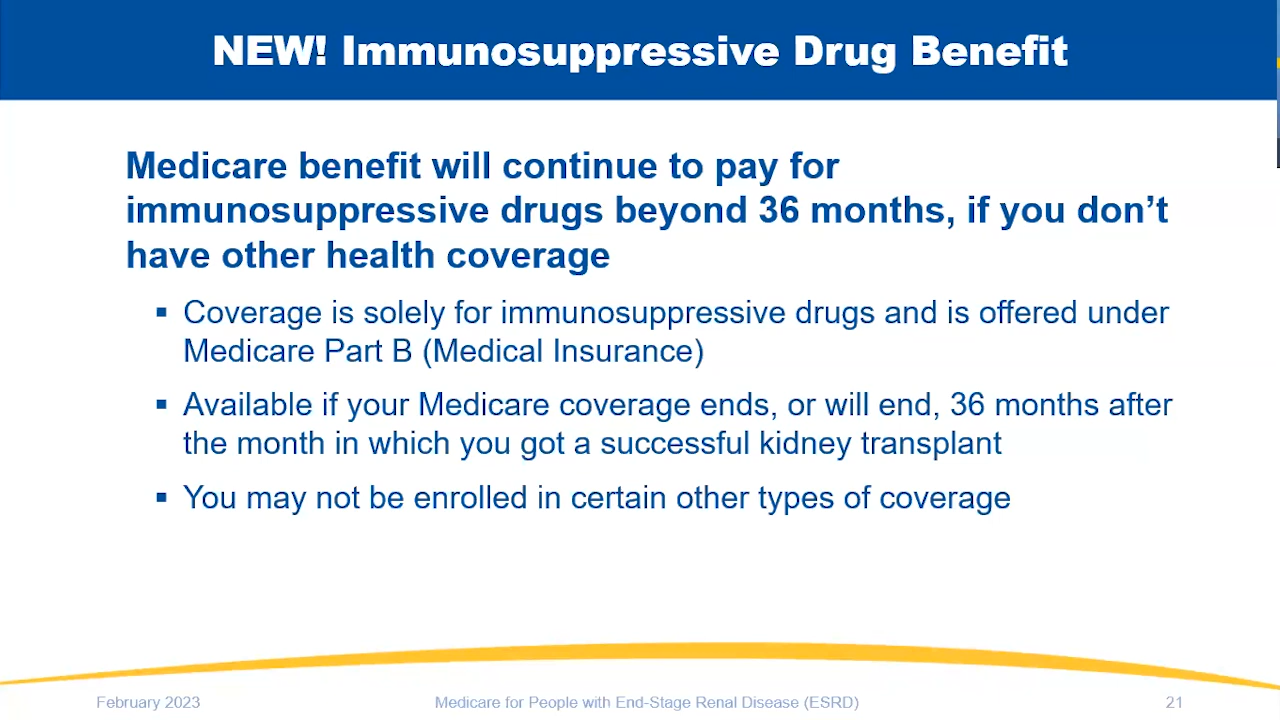 NEW! Immunosuppressive Drug Benefit
Medicare benefit will continue to pay for
immunosuppressive drugs beyond 36 months, if you don’t
have other health coverage
▪ Coverage is solely for immunosuppressive drugs and is offered under
Medicare Part B (Medical Insurance)
▪ Available if your Medicare coverage ends, or will end, 36 months after
the month in which you got a successful kidney transplant
▪ You may not be enrolled in certain other types of coverage
February 2023
Medicare for People with End-Stage Renal Disease (ESRD)
21